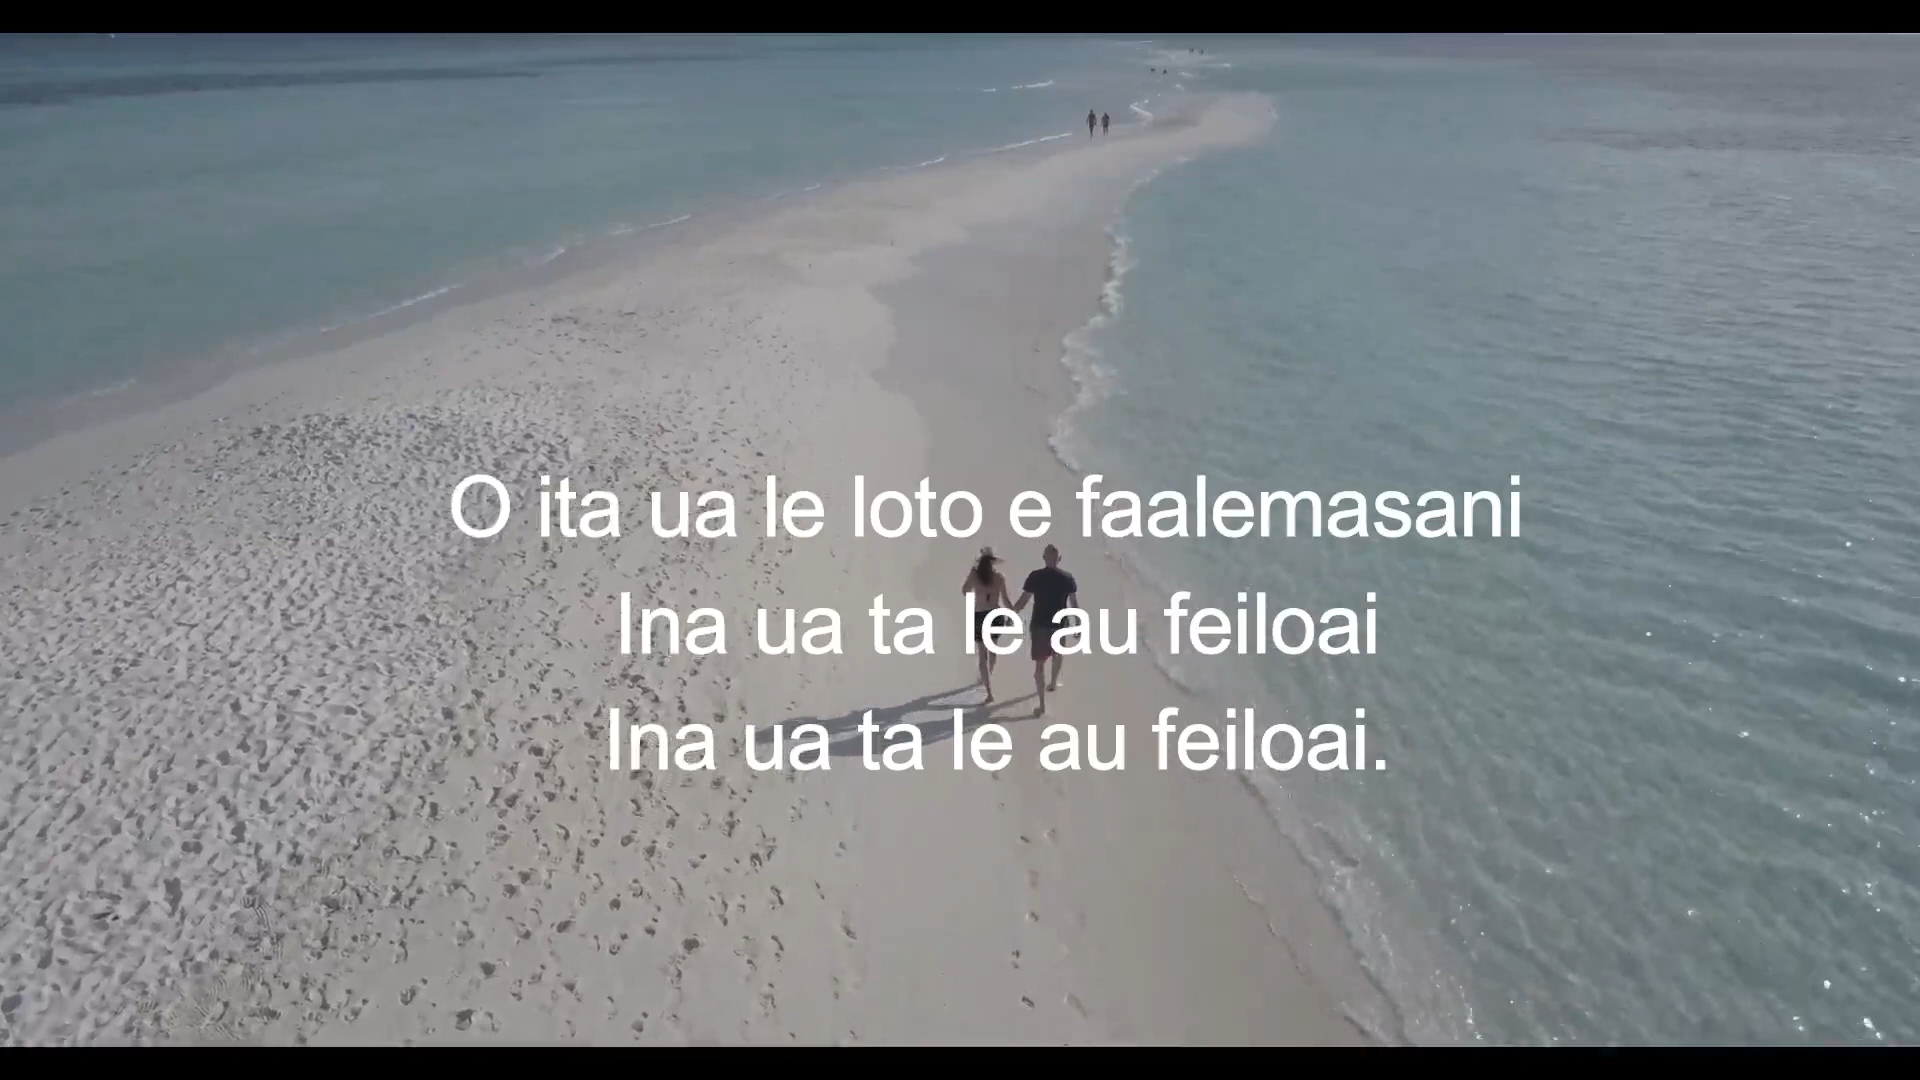 O ita ua le loto e faalemasani
Ina ua ta le au feiloai
Ina ua ta le au feiloai.